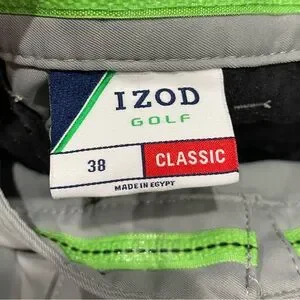 IZOD
GOLF
38 CLASSIC
MADE IN EGYPT